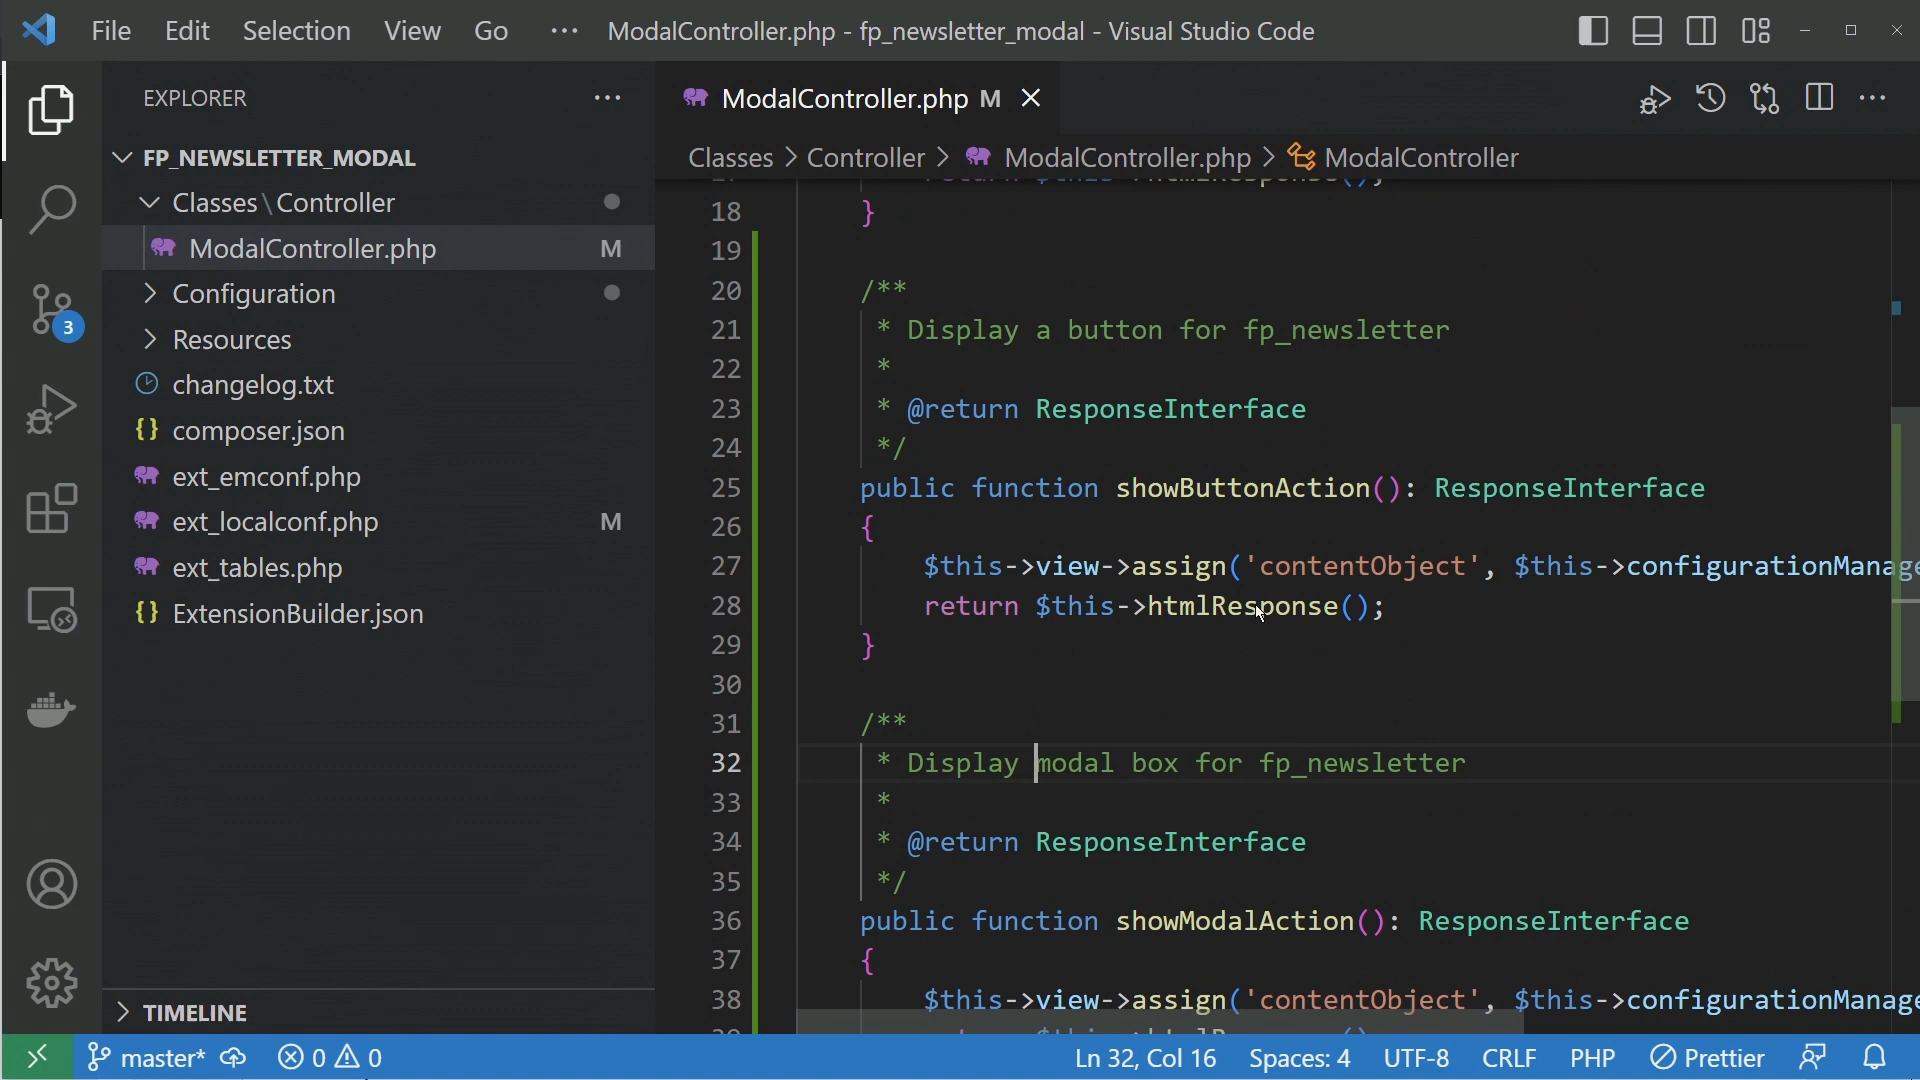 File Edit Selection View Go ··· ModalController.php - fp_newsletter_modal - Visual Studio Code
EXPLORER
ModalController.php M
FP_NEWSLETTER_MODAL
Classes > Controller > ModalController.php > ModalController
Classes\Controller
ModalController.php M
Configuration
Resources
changelog.txt
{} composer.json
ext_emconf.php
ext_localconf.php M
ext_tables.php
{} ExtensionBuilder.json
3
TIMELINE
18 }
19
20 /**
21 * Display a button for fp_newsletter
22 *
23 * @return ResponseInterface
24 */
25 public function showButtonAction(): ResponseInterface
26 {
27 $this->view->assign('contentObject', $this->configurationManage
28 return $this->htmlResponse();
29 }
30
31 /**
32 * Display modal box for fp_newsletter
33 *
34 * @return ResponseInterface
35 */
36 public function showModalAction(): ResponseInterface
37 {
38 $this->view->assign('contentObject', $this->configurationManage
master* 0 0 Ln 32, Col 16 Spaces: 4 UTF-8 CRLF PHP Prettier